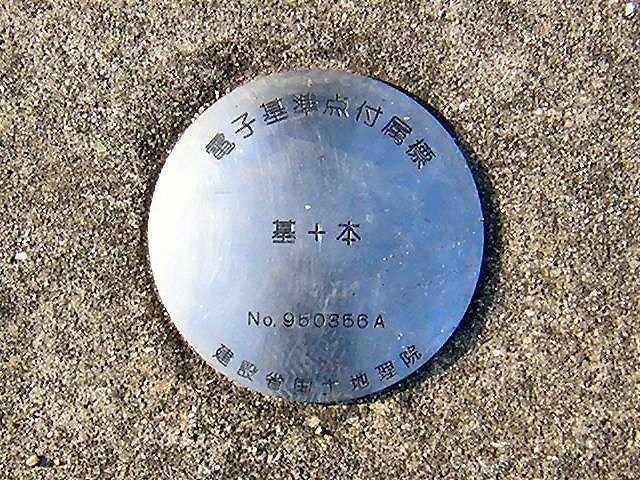 電子基準点付属標
基十本
No.950356A
建設省国土地理院